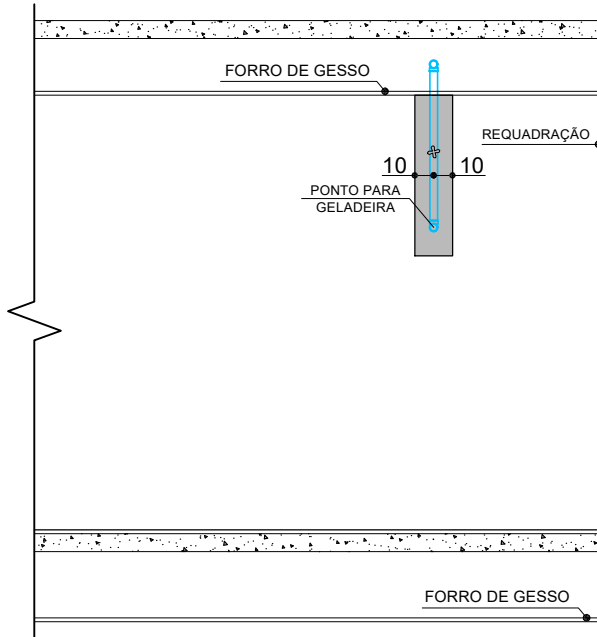 FORRO DE GESSO
REQUADRAÇÃO
10 10
PONTO PARA
GELADEIRA
FORRO DE GESSO